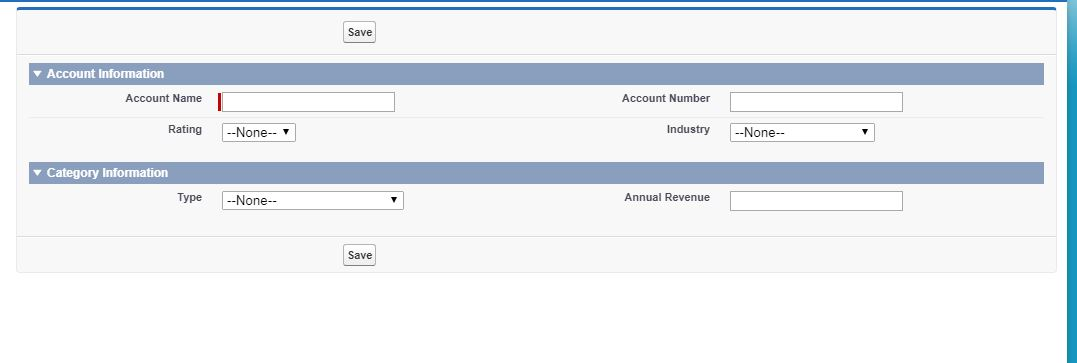 Save
Account Information
Account Name Account Number
Rating --None-- Industry --None--
Category Information
Type --None-- Annual Revenue
Save